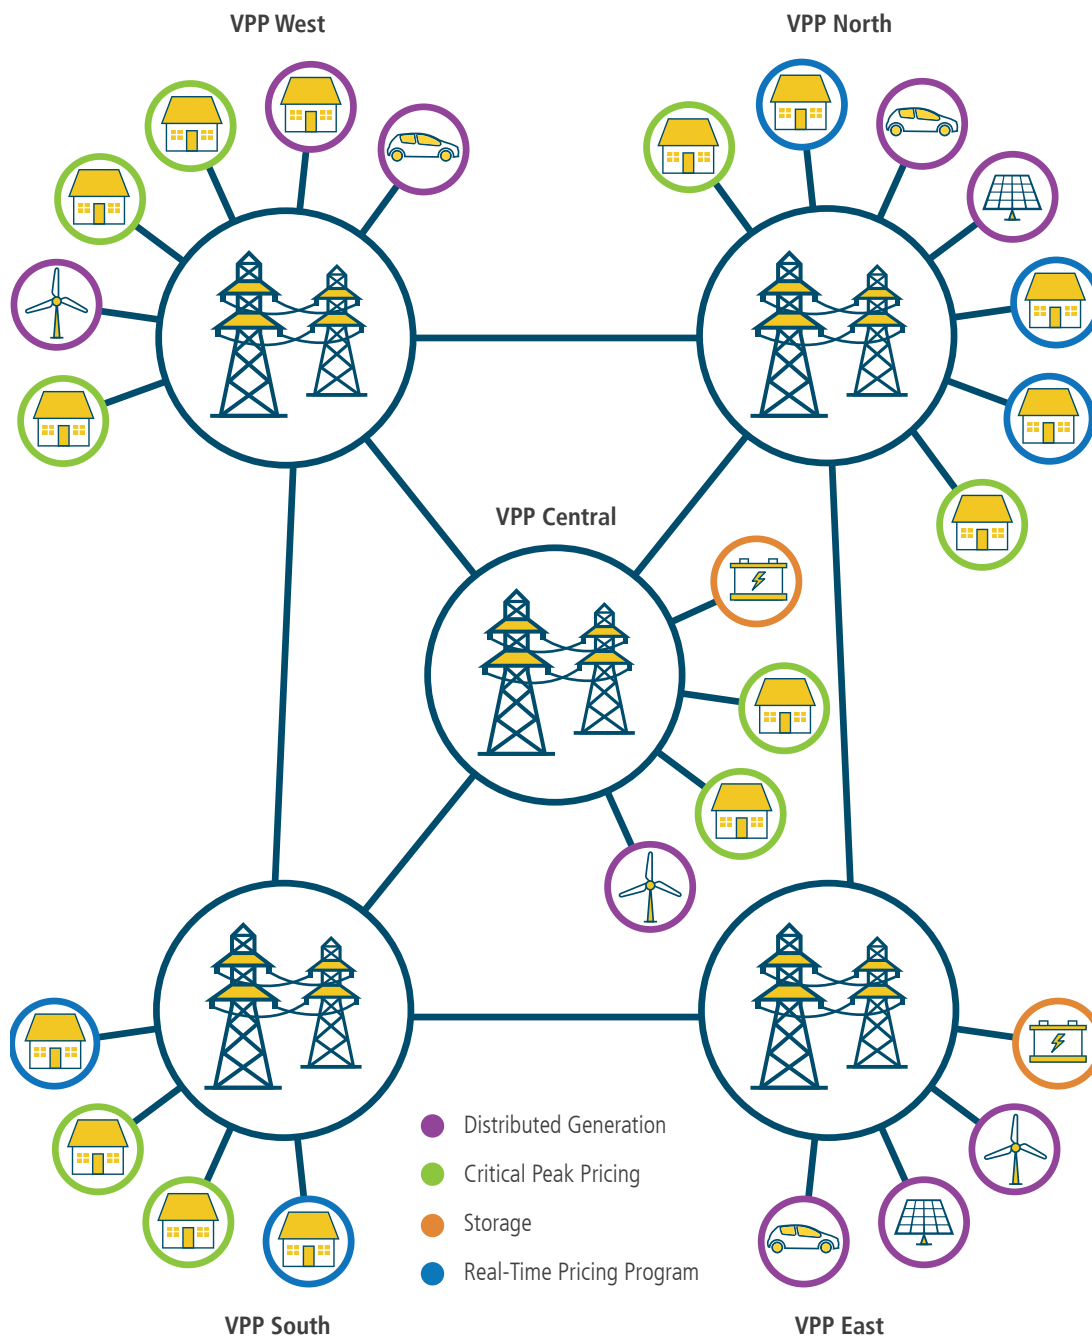 VPP West
VPP North
VPP Central
Distributed Generation
Critical Peak Pricing
Storage
Real-Time Pricing Program
VPP South
VPP East